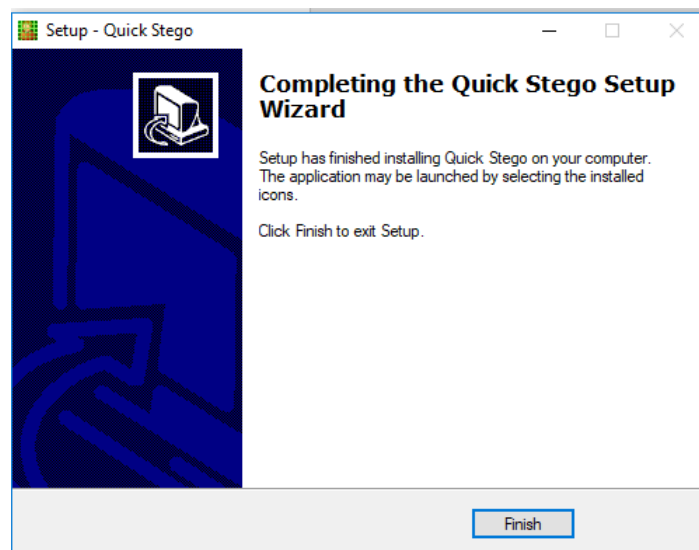 Setup - Quick Stego
Completing the Quick Stego Setup
Wizard
Setup has finished installing Quick Stego on your computer.
The application may be launched by selecting the installed
icons.
Click Finish to exit Setup.
Finish